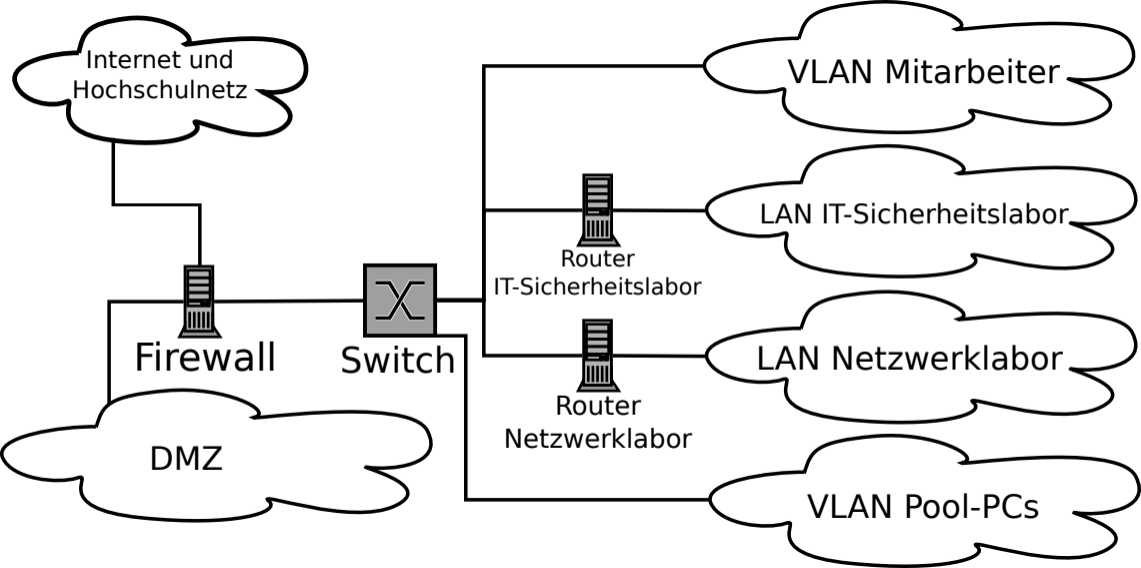 Internet und
Hochschulnetz
VLAN Mitarbeiter
LAN IT-Sicherheitslabor
Router
IT-Sicherheitslabor
Firewall
Switch
LAN Netzwerklabor
Router
Netzwerklabor
DMZ
VLAN Pool-PCs